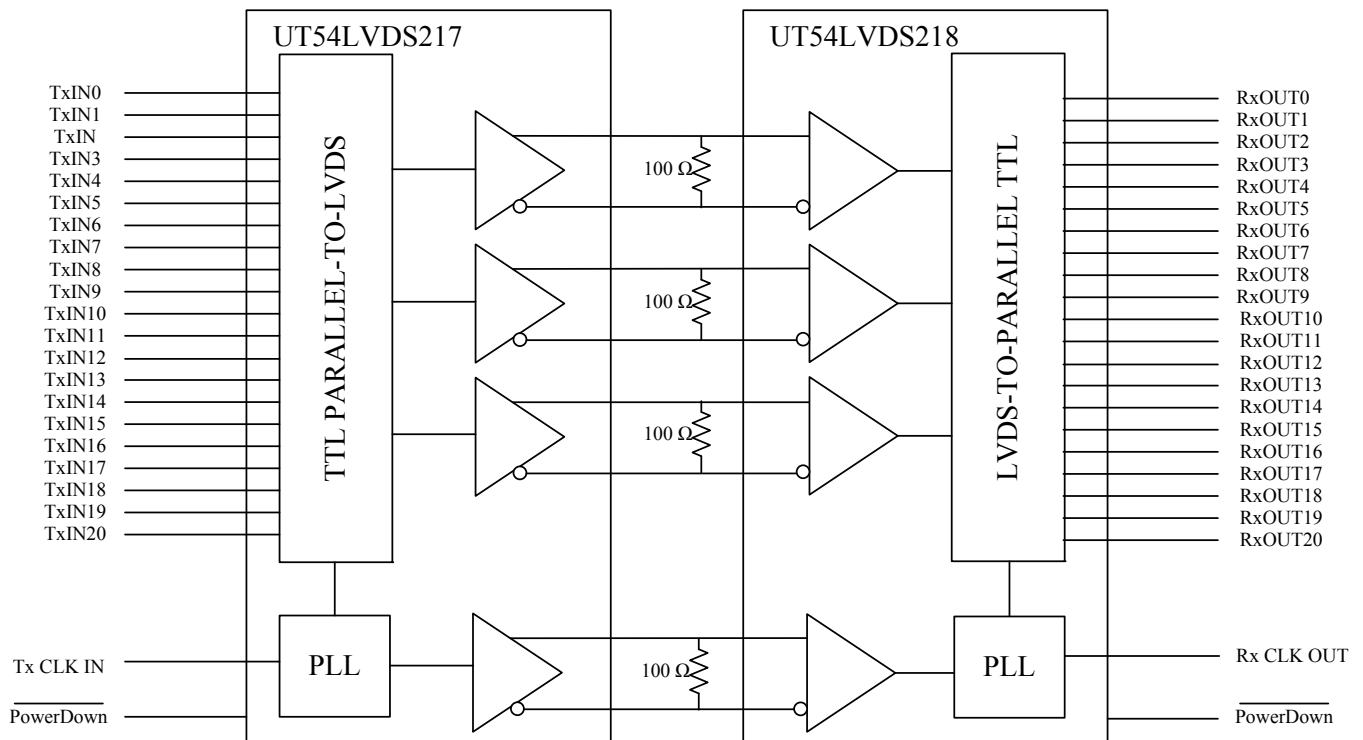 UT54LVDS217
UT54LVDS218
TxIN0
TxIN1
TxIN
TxIN3
TxIN4
TxIN5
TxIN6
TxIN7
TxIN8
TxIN9
TxIN10
TxIN11
TxIN12
TxIN13
TxIN14
TxIN15
TxIN16
TxIN17
TxIN18
TxIN19
TxIN20
TTL PARALLEL-TO-LVDS
100 Ω
100 Ω
100 Ω
LVDS-TO-PARALLEL TTL
RxOUT0
RxOUT1
RxOUT2
RxOUT3
RxOUT4
RxOUT5
RxOUT6
RxOUT7
RxOUT8
RxOUT9
RxOUT10
RxOUT11
RxOUT12
RxOUT13
RxOUT14
RxOUT15
RxOUT16
RxOUT17
RxOUT18
RxOUT19
RxOUT20
Tx CLK IN
PLL
100 Ω
PLL
Rx CLK OUT
PowerDown
PowerDown